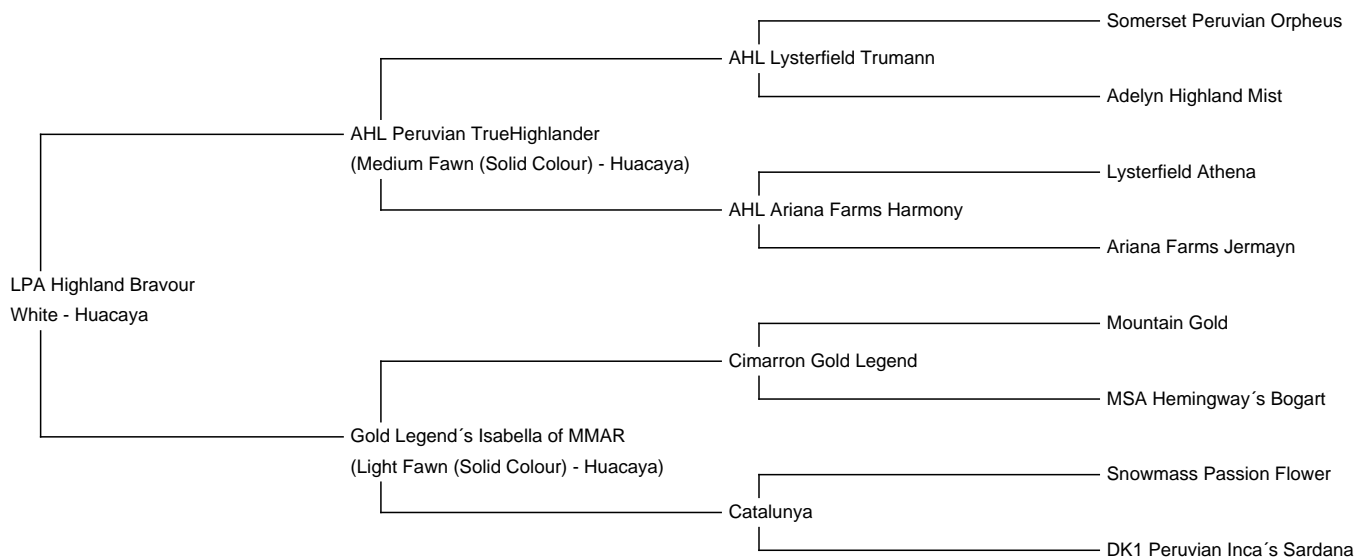 Somerset Peruvian Orpheus
AHL Lysterfield Trumann
Adelyn Highland Mist
AHL Peruvian TrueHighlander
(Medium Fawn (Solid Colour) - Huacaya)
Lysterfield Athena
AHL Ariana Farms Harmony
Ariana Farms Jermayn
LPA Highland Bravour
White - Huacaya
Mountain Gold
Cimarron Gold Legend
MSA Hemingway´s Bogart
Gold Legend´s Isabella of MMAR
(Light Fawn (Solid Colour) - Huacaya)
Snowmass Passion Flower
Catalunya
DK1 Peruvian Inca´s Sardana